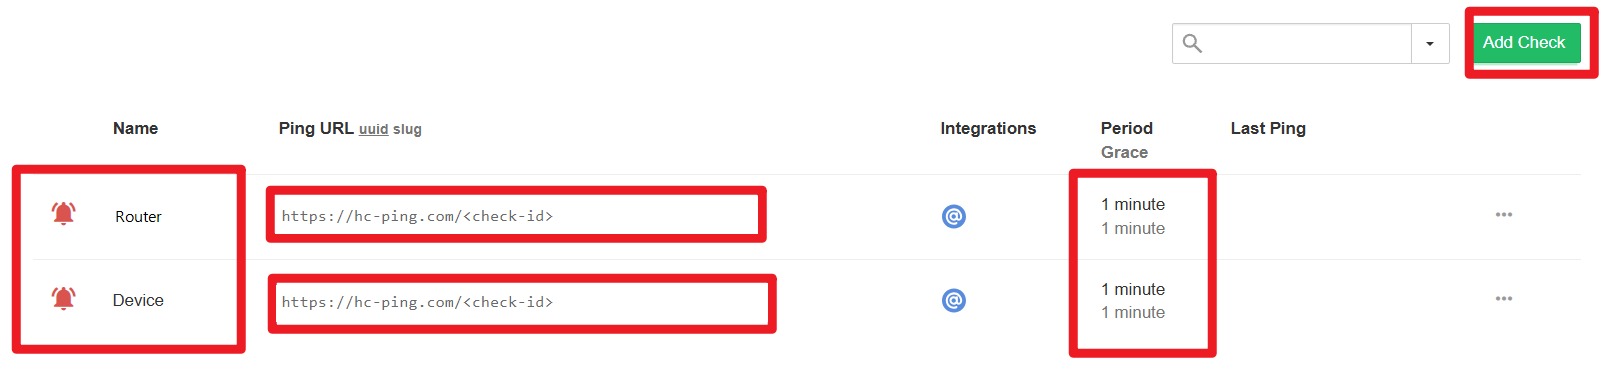 Add Check
Name Ping URL uuid slug Integrations Period Last Ping
Grace
Router https://hc-ping.com/<check-id> @ 1 minute
1 minute
Device https://hc-ping.com/<check-id> @ 1 minute
1 minute